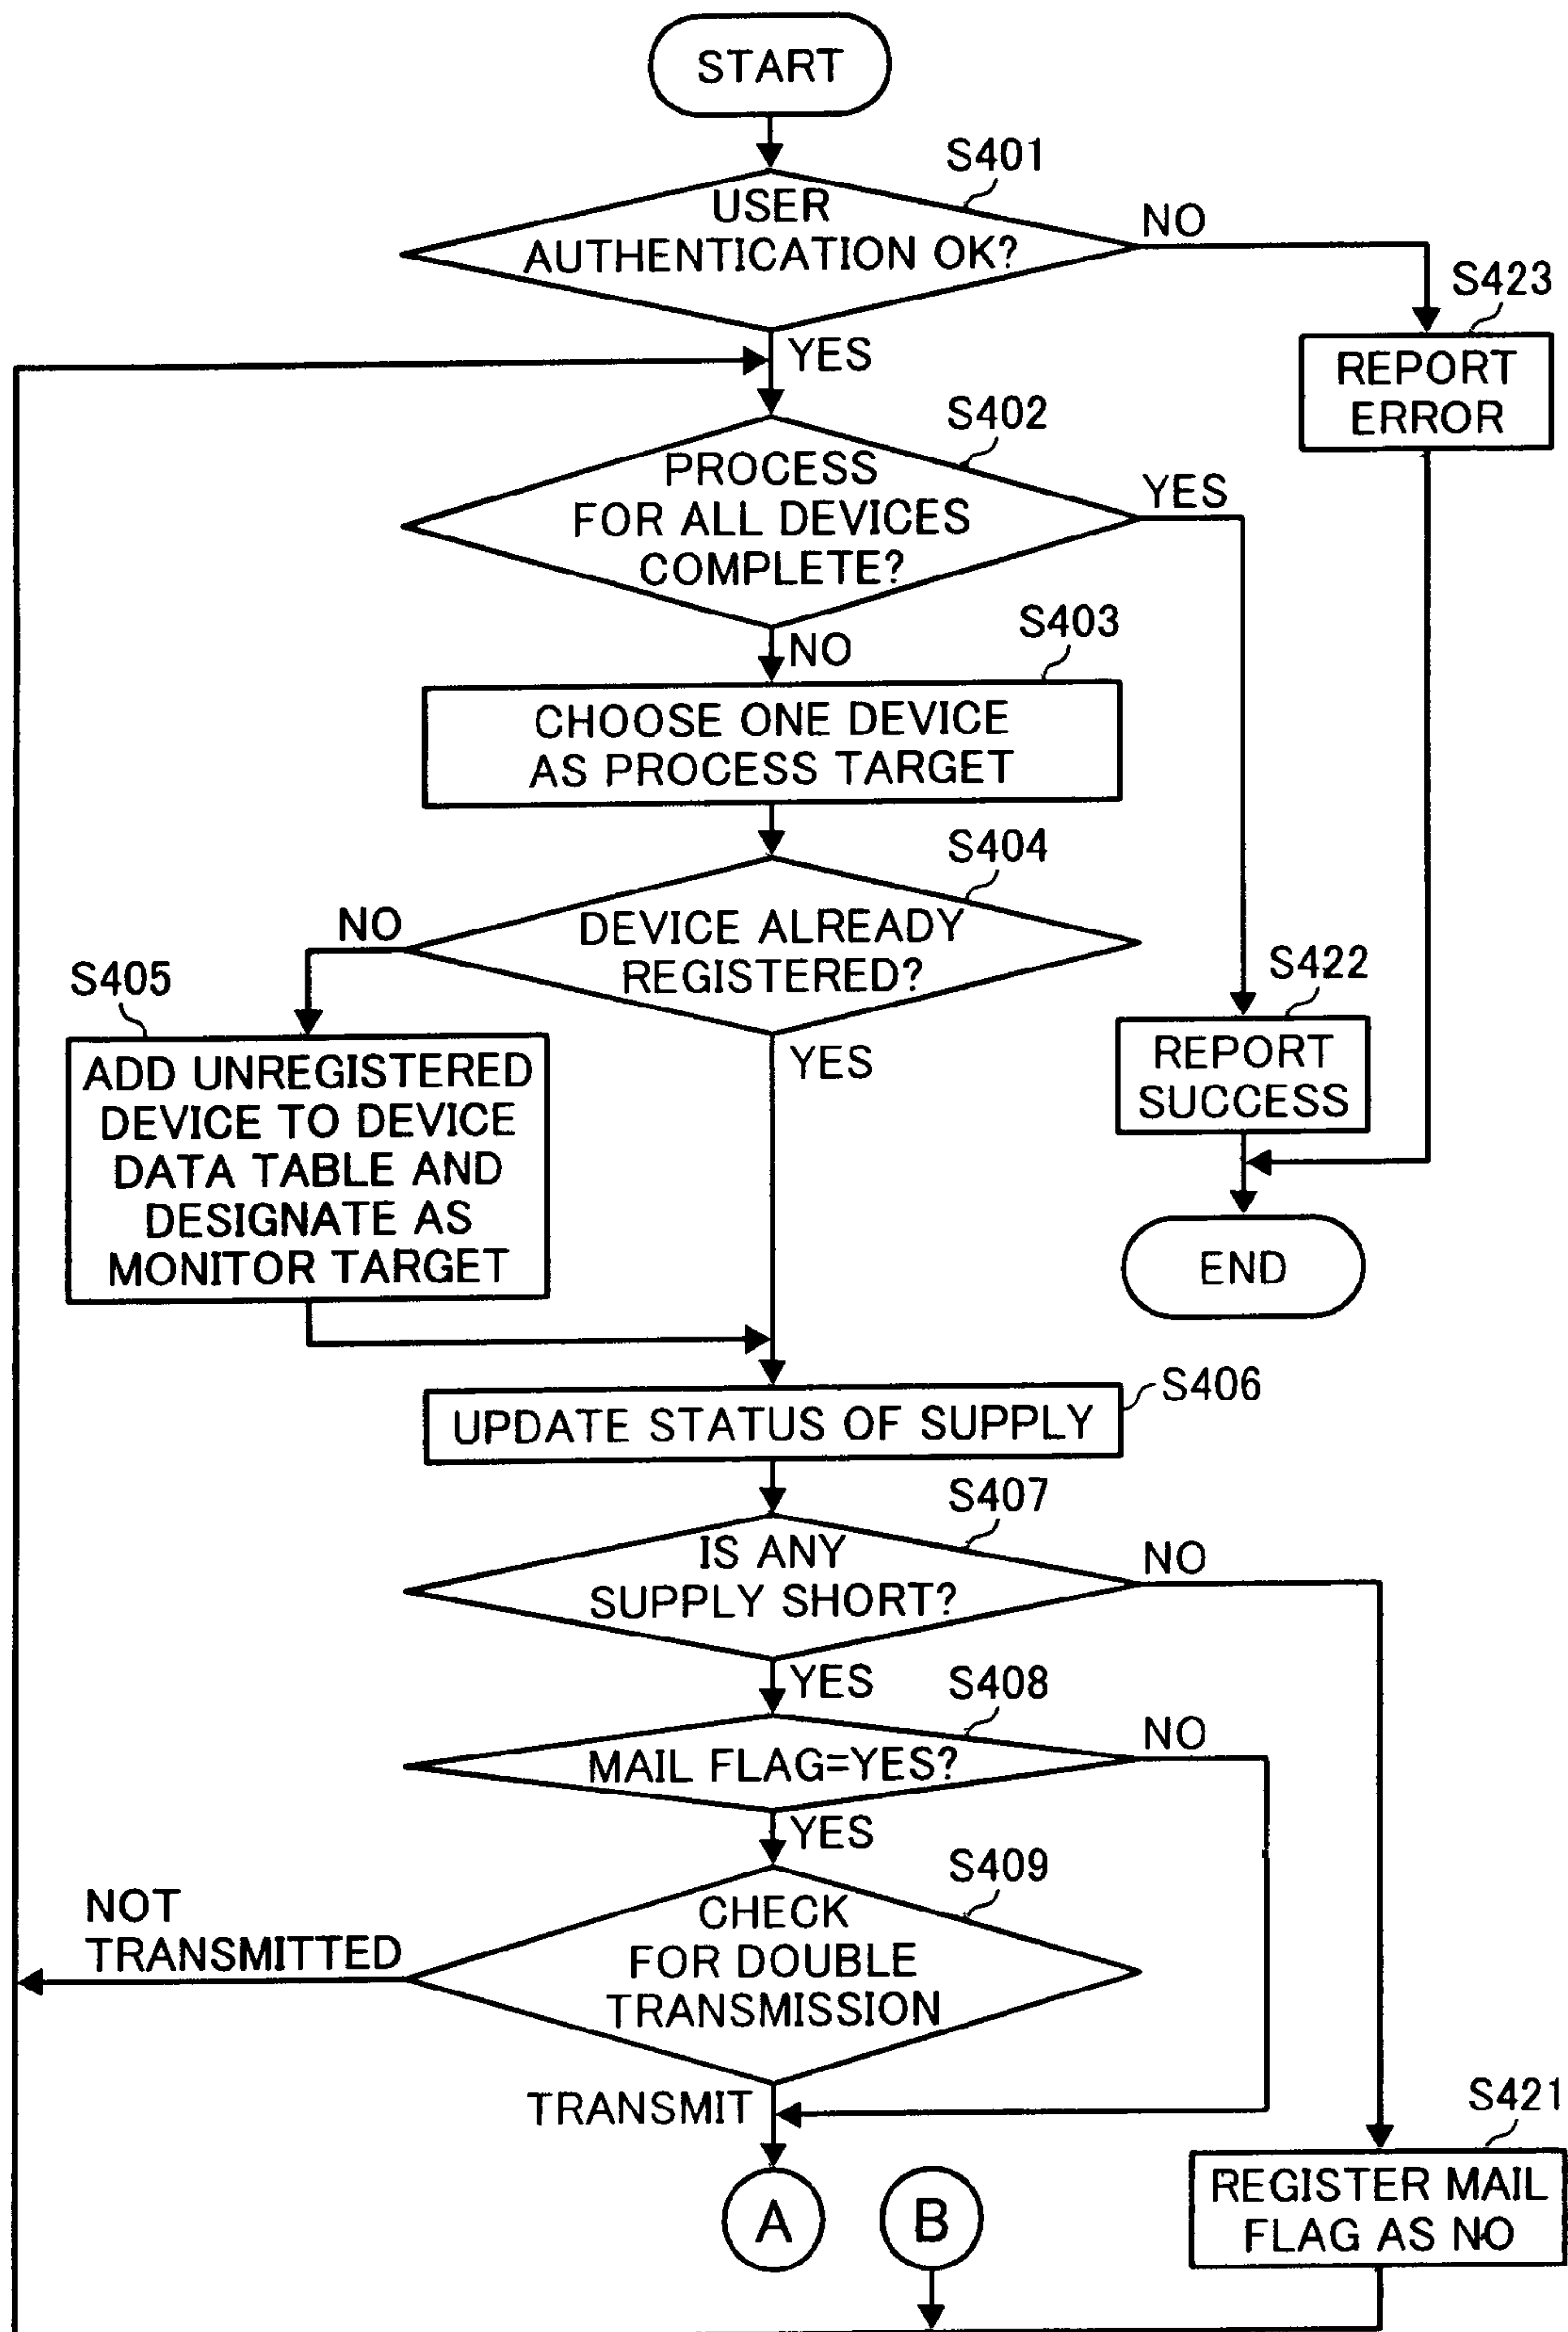 START
S401
USER
AUTHENTICATION OK?
NO
S423
REPORT
ERROR
YES
S402
PROCESS
FOR ALL DEVICES
COMPLETE?
YES
NO
S403
CHOOSE ONE DEVICE
AS PROCESS TARGET
S404
DEVICE ALREADY
REGISTERED?
NO
S405
ADD UNREGISTERED
DEVICE TO DEVICE
DATA TABLE AND
DESIGNATE AS
MONITOR TARGET
YES
S422
REPORT
SUCCESS
END
S406
UPDATE STATUS OF SUPPLY
S407
IS ANY
SUPPLY SHORT?
NO
YES
S408
MAIL FLAG=YES?
NO
YES
S409
CHECK
FOR DOUBLE
TRANSMISSION
NOT
TRANSMITTED
TRANSMIT
S421
REGISTER MAIL
FLAG AS NO
A
B